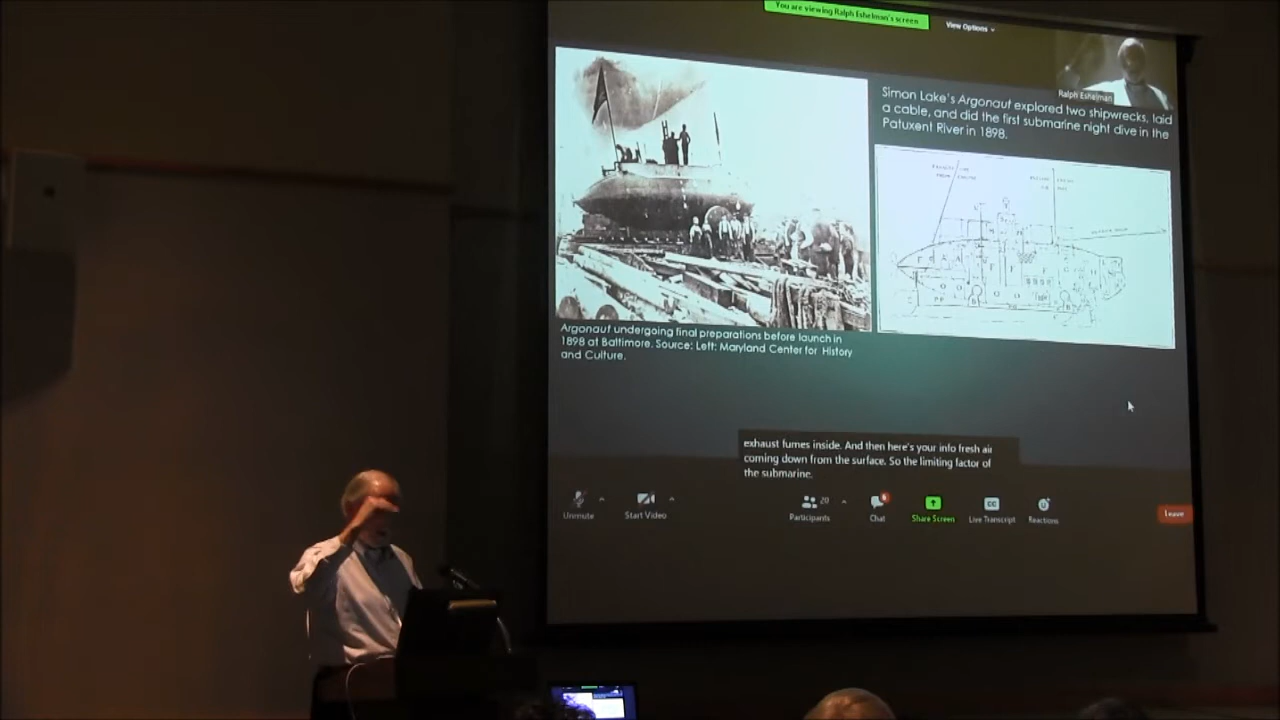 You are viewing Ralph Eshelman's screen
View Options
Ralph Eshelman
Simon Lake's Argonaut explored two shipwrecks, laid
a cable, and did the first submarine night dive in the
Patuxent River in 1898.
Argonaut undergoing final preparations before launch in
1898 at Baltimore. Source: Left: Maryland Center for History
and Culture.
exhaust fumes inside. And then here's your info fresh air
coming down from the surface. So the limiting factor of
the submarine.
Unmute
Start Video
Participants
20
Chat
Share Screen
CC
Live Transcript
Reactions
Leave